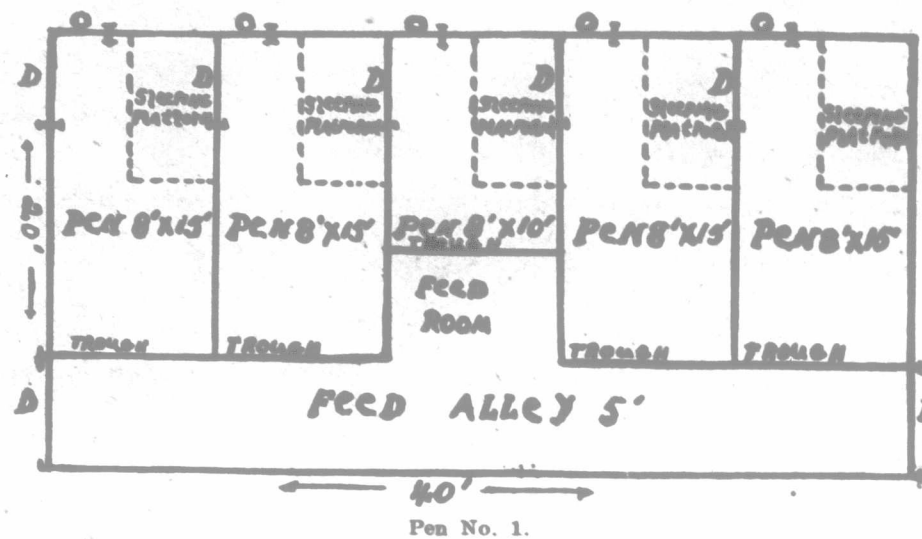 O O O O O
D D D
SLEEPING SLEEPING SLEEPING SLEEPING SLEEPING
PLATFORM PLATFORM PLATFORM PLATFORM PLATFORM
20'
PEN 8'X15' PEN 8'X15' PEN 8'X10' PEN 8'X15' PEN 8'X15'
TROUGH
FEED
ROOM
TROUGH TROUGH TROUGH TROUGH
D FEED ALLEY 5'
40'
Pen No. 1.